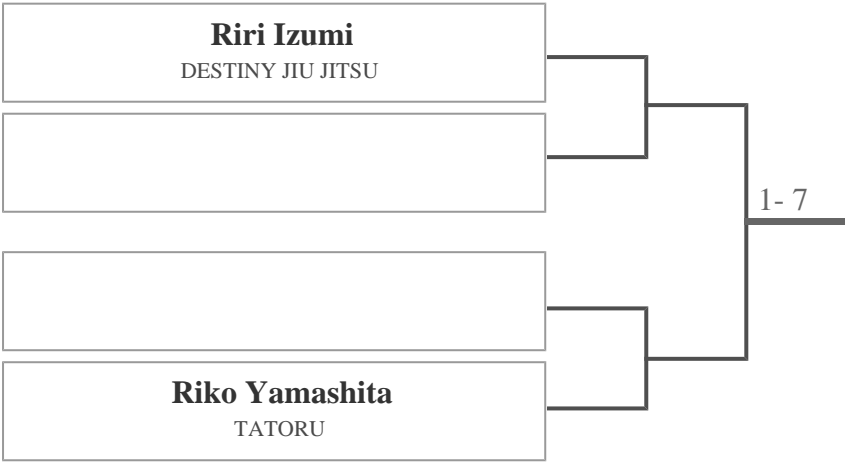 Riri Izumi
DESTINY JIU JITSU
1- 7
Riko Yamashita
TATORU